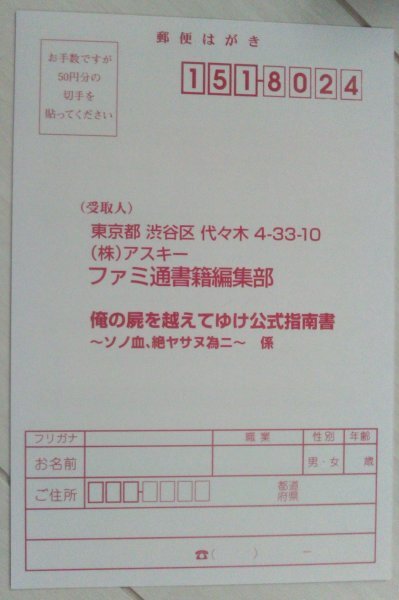 郵便はがき
お手数ですが
50円分の
切手を
貼ってください
151-8024
(受取人)
東京都 渋谷区 代々木 4-33-10
(株)アスキー
ファミ通書籍編集部
俺の屍を越えてゆけ公式指南書
〜ソノ血、絶ヤサヌ為ニ〜 係
フリガナ 職業 性別 年齢
お名前 男・女 歳
ご住所 都道府県
☎( ) ー